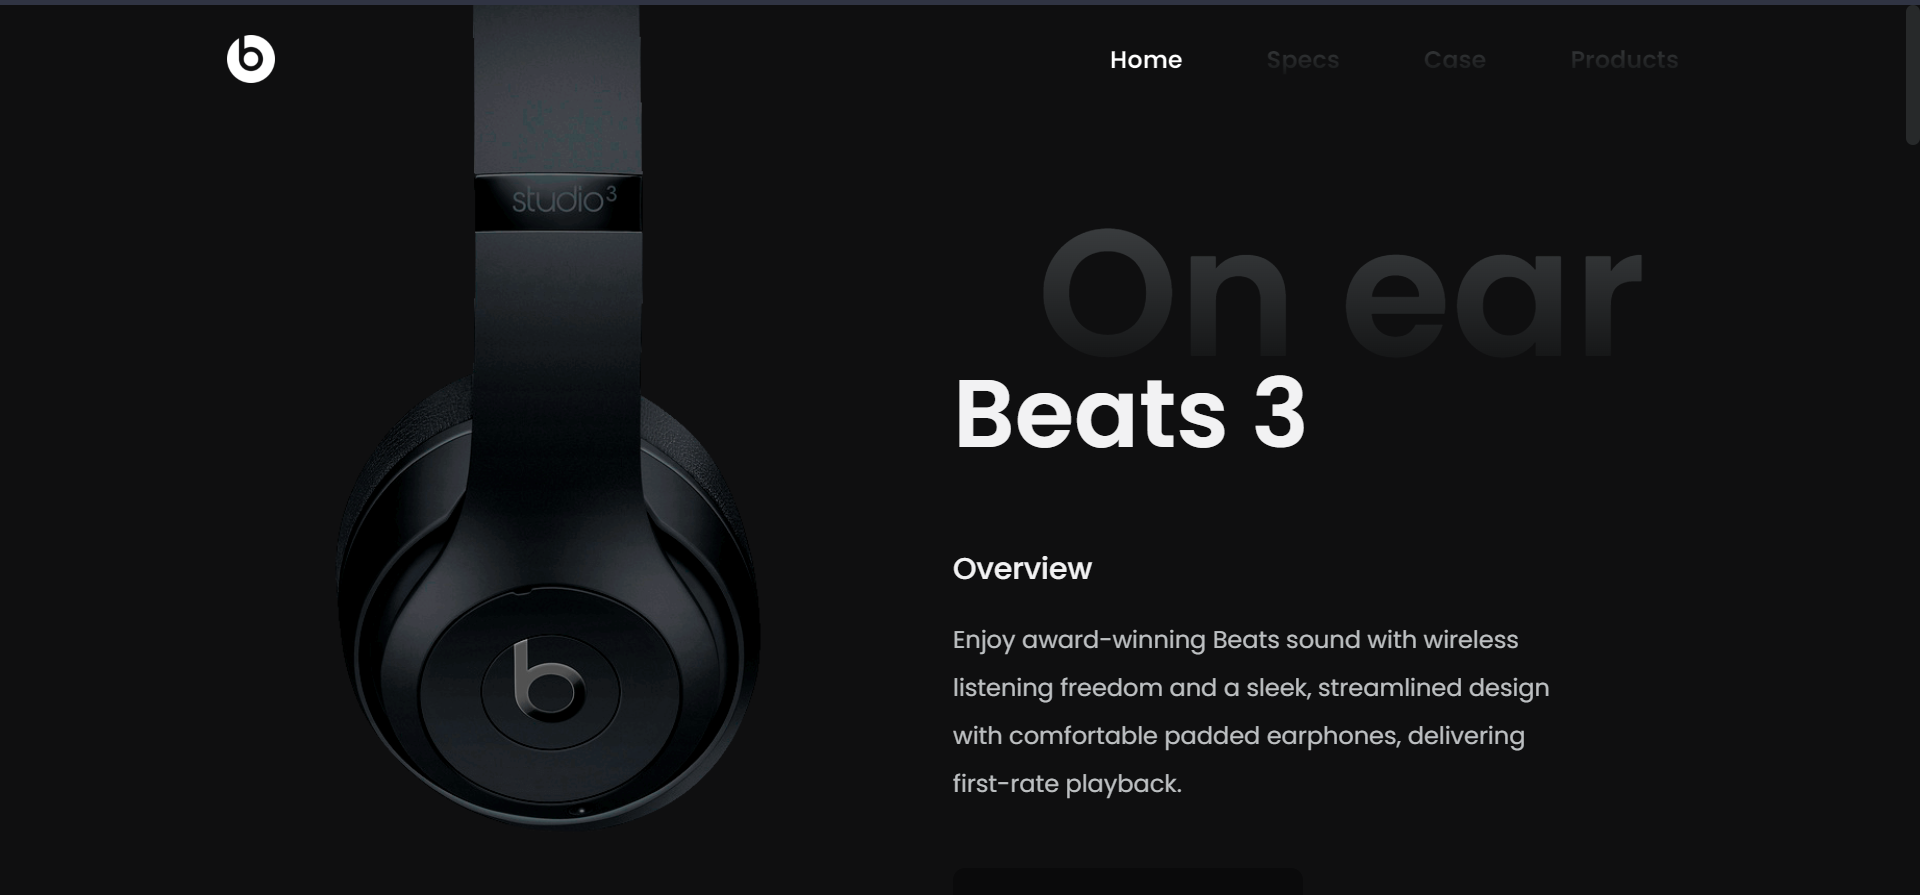 Home Specs Case Products
studio3
On ear
Beats 3
Overview
Enjoy award-winning Beats sound with wireless
listening freedom and a sleek, streamlined design
with comfortable padded earphones, delivering
first-rate playback.